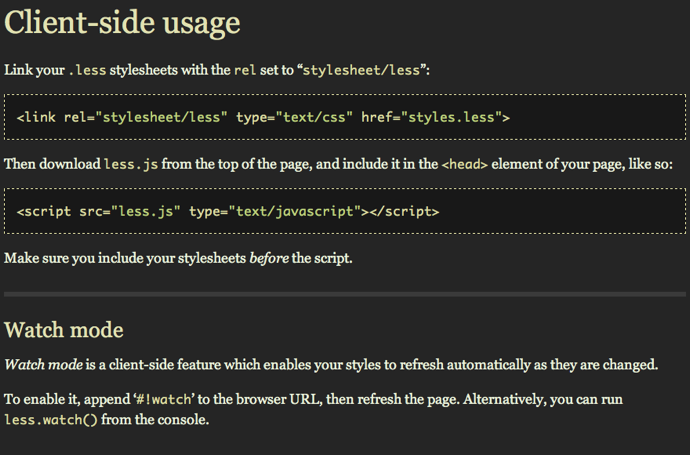 Client-side usage
Link your .less stylesheets with the rel set to “stylesheet/less”:
<link rel="stylesheet/less" type="text/css" href="styles.less">
Then download less.js from the top of the page, and include it in the <head> element of your page, like so:
<script src="less.js" type="text/javascript"></script>
Make sure you include your stylesheets before the script.
Watch mode
Watch mode is a client-side feature which enables your styles to refresh automatically as they are changed.
To enable it, append ‘#!watch’ to the browser URL, then refresh the page. Alternatively, you can run
less.watch() from the console.